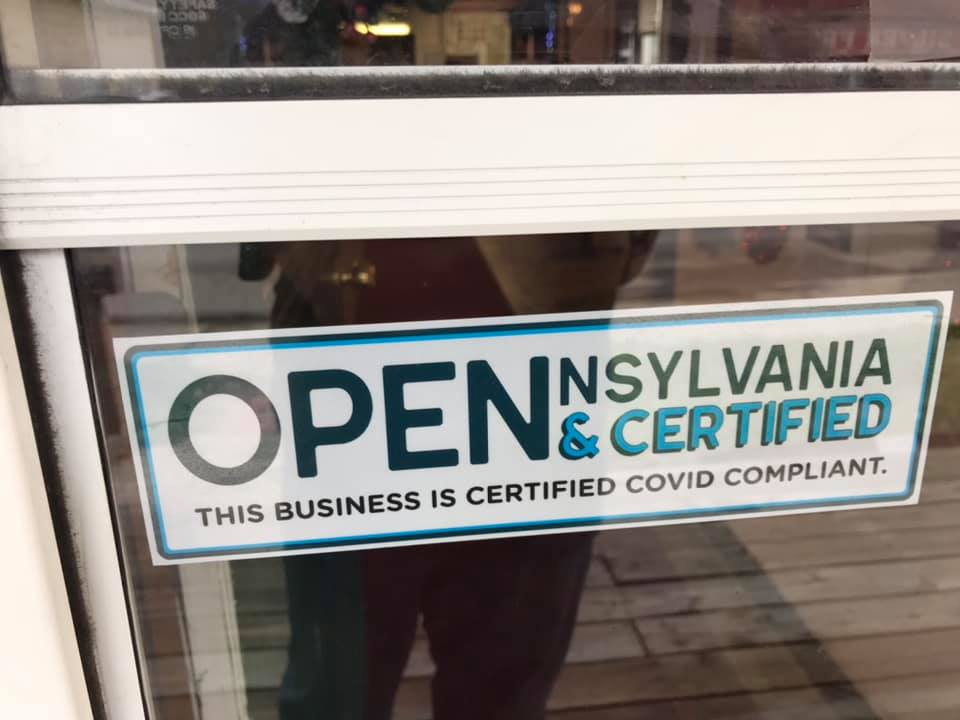 OPENNSYLVANIA
& CERTIFIED
THIS BUSINESS IS CERTIFIED COVID COMPLIANT.